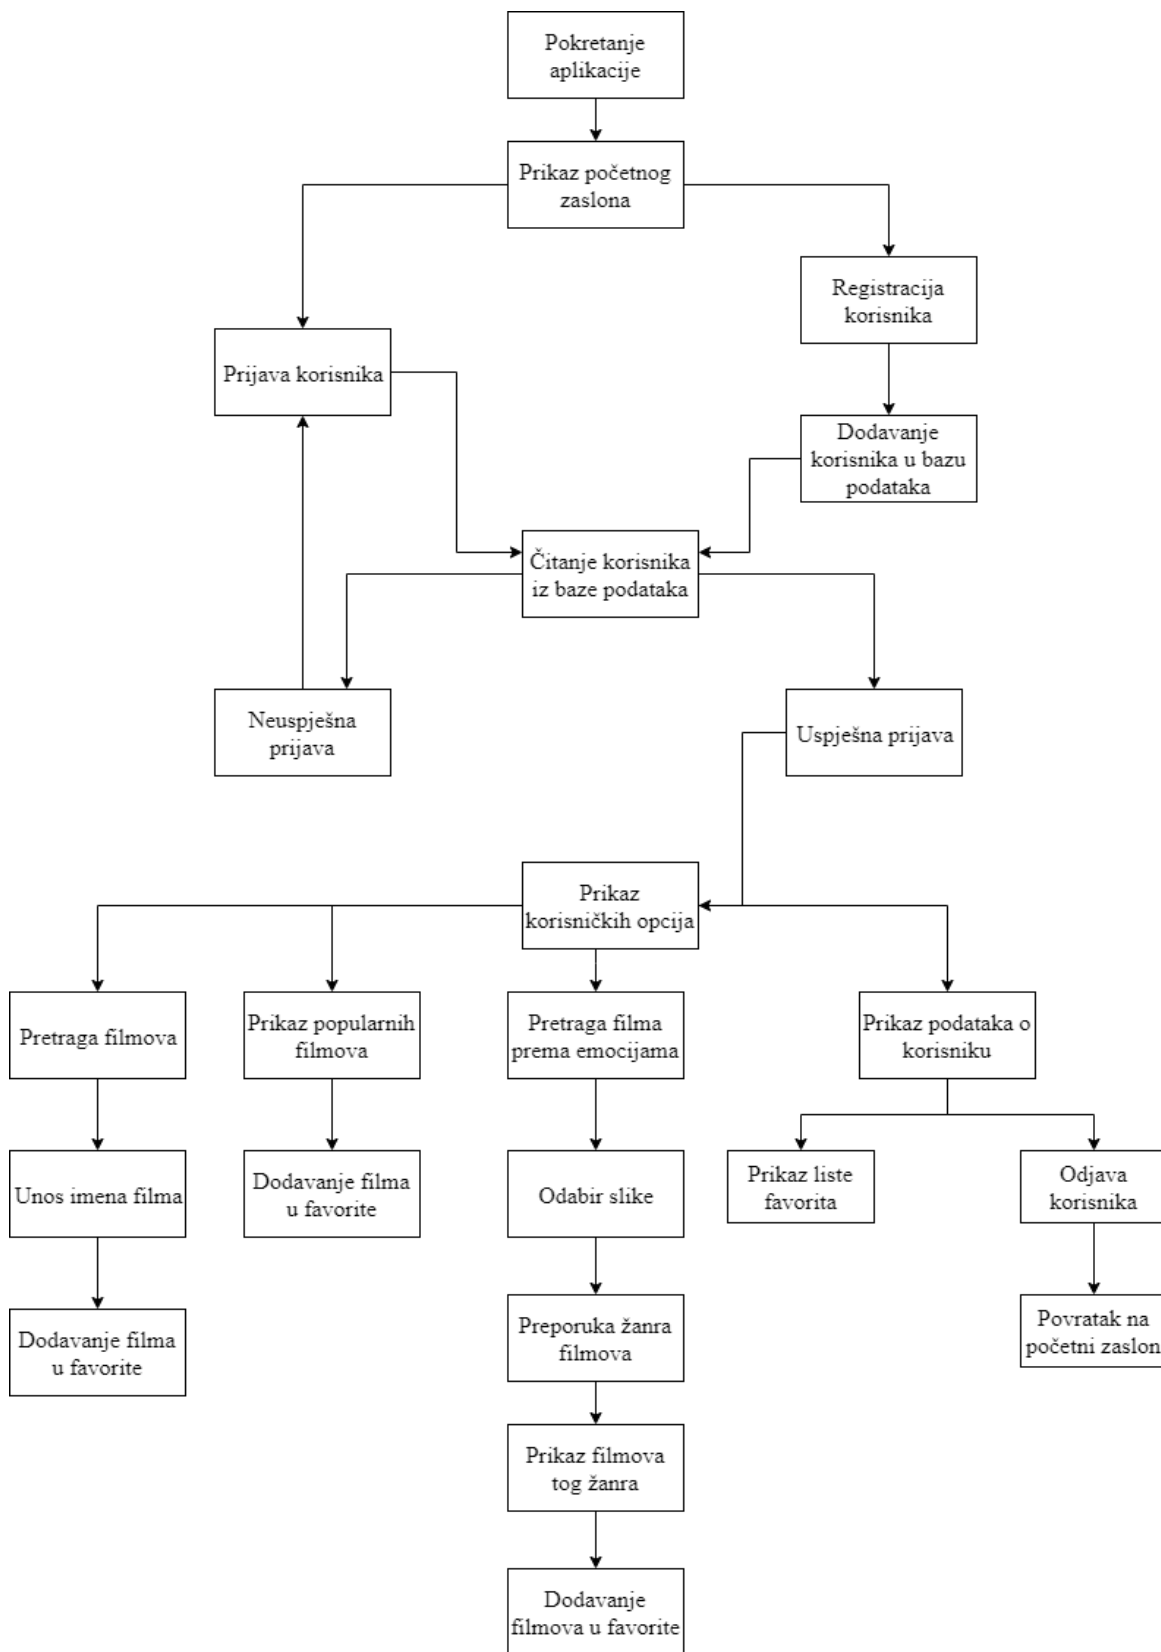 Pokretanje
aplikacije
Prikaz početnog
zaslona
Registracija
korisnika
Prijava korisnika
Dodavanje
korisnika u bazu
podataka
Čitanje korisnika
iz baze podataka
Neuspješna
prijava
Uspješna prijava
Prikaz
korisničkih opcija
Pretraga filmova
Prikaz popularnih
filmova
Pretraga filma
prema emocijama
Prikaz podataka o
korisniku
Unos imena filma
Dodavanje filma
u favorite
Odabir slike
Prikaz liste
favorita
Odjava
korisnika
Dodavanje filma
u favorite
Preporuka žanra
filmova
Povratak na
početni zaslon
Prikaz filmova
tog žanra
Dodavanje
filmova u favorite